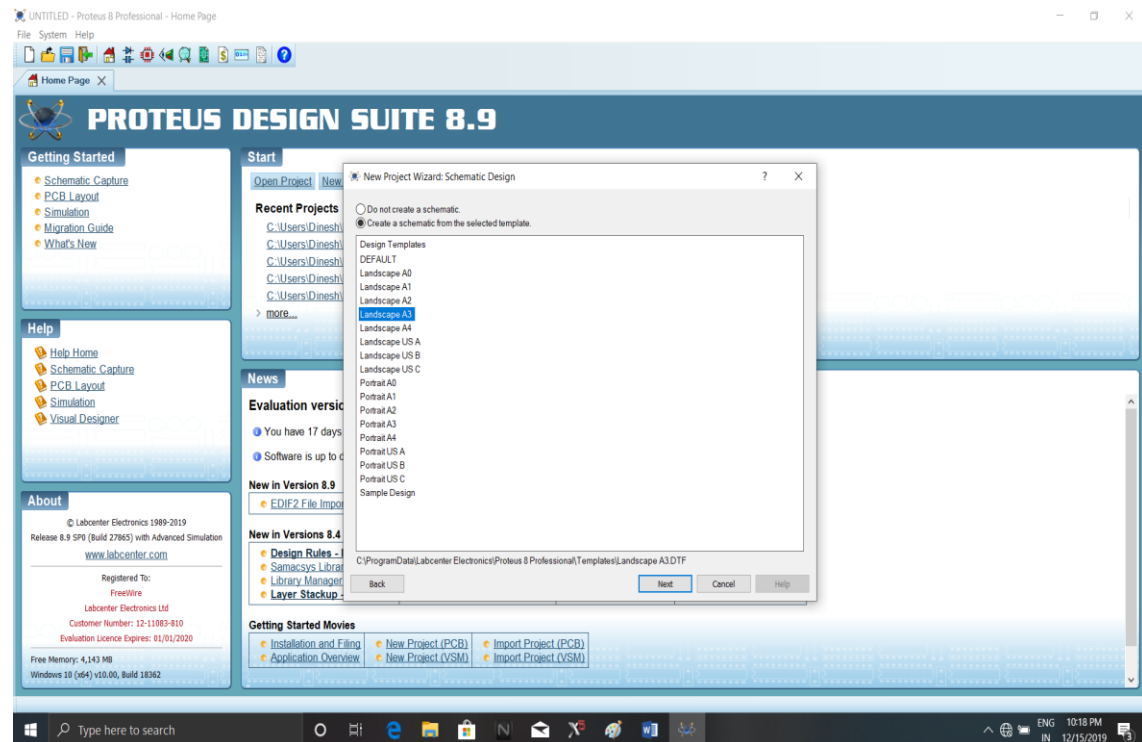 UNTITLED - Proteus 8 Professional - Home Page
File System Help
Home Page
PROTEUS DESIGN SUITE 8.9
Getting Started
Schematic Capture
PCB Layout
Simulation
Migration Guide
What's New
Help
Help Home
Schematic Capture
PCB Layout
Simulation
Visual Designer
About
© Labcenter Electronics 1989-2019
Release 8.9 SP0 (Build 27865) with Advanced Simulation
www.labcenter.com
Registered To:
FreeWire
Labcenter Electronics Ltd
Customer Number: 12-11083-810
Evaluation Licence Expires: 01/01/2020
Free Memory: 4,143 MB
Windows 10 (x64) v10.00, Build 18362
Start
Open Project New
Recent Projects
C:\Users\Dinesh\
C:\Users\Dinesh\
C:\Users\Dinesh\
C:\Users\Dinesh\
C:\Users\Dinesh\
> more...
News
Evaluation versic
You have 17 days
Software is up to d
New in Version 8.9
EDIF2 File Impor
New in Versions 8.4
Design Rules - I
Samacsys Librar
Library Manager
Layer Stackup -
Getting Started Movies
Installation and Filing New Project (PCB) Import Project (PCB)
Application Overview New Project (VSM) Import Project (VSM)
New Project Wizard: Schematic Design ? X
Do not create a schematic.
Create a schematic from the selected template.
Design Templates
DEFAULT
Landscape A0
Landscape A1
Landscape A2
Landscape A3
Landscape A4
Landscape US A
Landscape US B
Landscape US C
Portrait A0
Portrait A1
Portrait A2
Portrait A3
Portrait A4
Portrait US A
Portrait US B
Portrait US C
Sample Design
C:\ProgramData\Labcenter Electronics\Proteus 8 Professional\Templates\Landscape A3.DTF
Back Next Cancel Help
Type here to search
ENG 10:18 PM
IN 12/15/2019